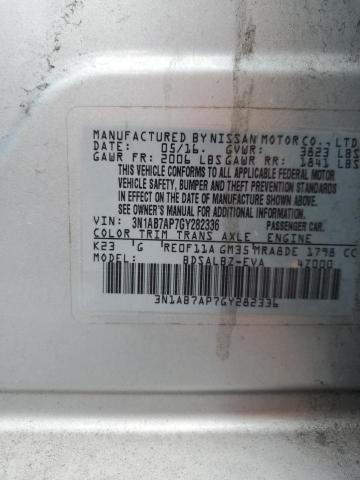 MANUFACTURED BY NISSAN MOTOR CO., LTD.
DATE: 05/16. GVWR: 3823 LBS
GAWR FR: 2006 LBS GAWR RR: 1841 LBS
THIS VEHICLE CONFORMS TO ALL APPLICABLE FEDERAL MOTOR
VEHICLE SAFETY, BUMPER AND THEFT PREVENTION STANDARDS
IN EFFECT ON THE DATE OF MANUFACTURE SHOWN ABOVE.
SEE OWNER'S MANUAL OR
VIN: 3N1AB7AP7GY282336 PASSENGER CAR.
COLOR TRIM TRANS AXLE ENGINE
K23 G RE0F11A GM35 MRA8DE 1798 CC
MODEL: BDSALBZ-EVA 47000
3N1AB7AP7GY282336